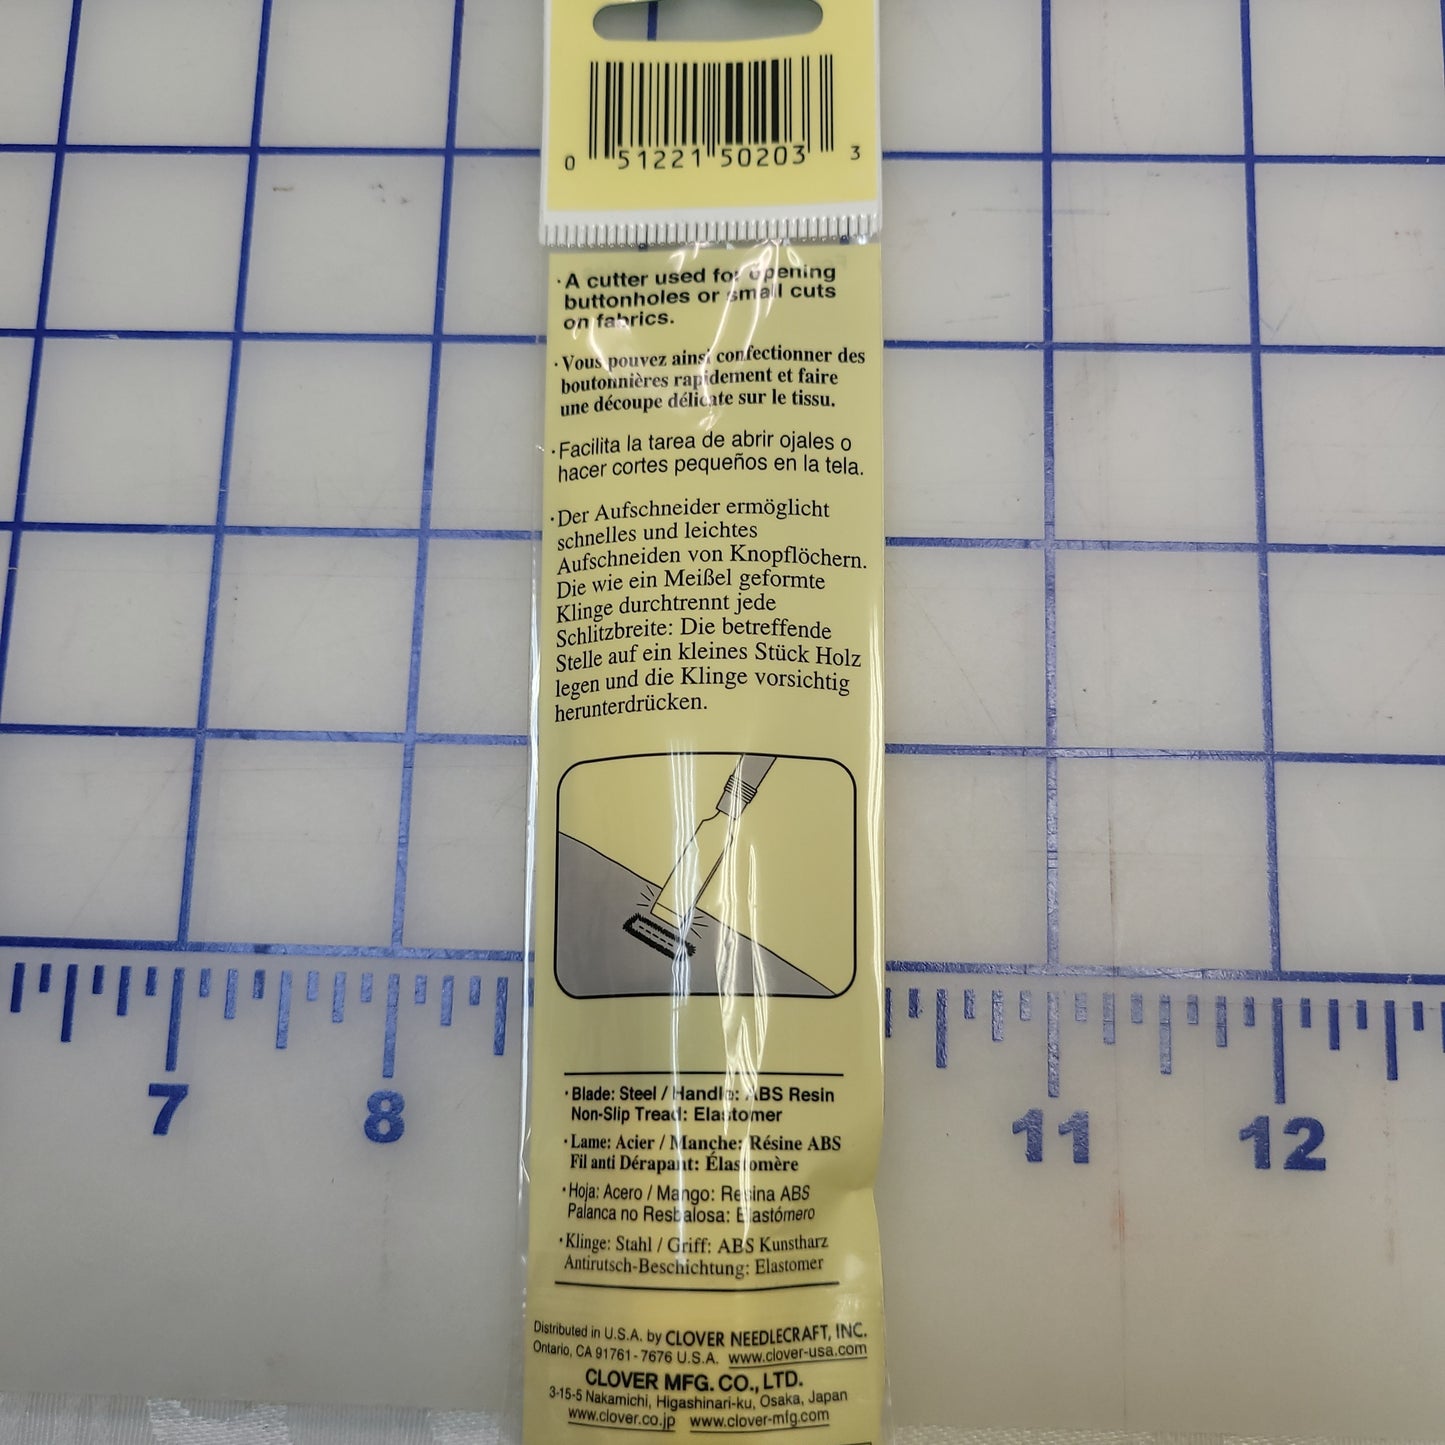 0 51221 50203 3
·A cutter used for opening
buttonholes or small cuts
on fabrics.
·Vous pouvez ainsi confectionner des
boutonnières rapidement et faire
une découpe délicate sur le tissu.
·Facilita la tarea de abrir ojales o
hacer cortes pequeños en la tela.
·Der Aufschneider ermöglicht
schnelles und leichtes
Aufschneiden von Knopflöchern.
Die wie ein Meißel geformte
Klinge durchtrennt jede
Schlitzbreite: Die betreffende
Stelle auf ein kleines Stück Holz
legen und die Klinge vorsichtig
herunterdrücken.
7 8 11 12
·Blade: Steel / Handle: ABS Resin
Non-Slip Tread: Elastomer
·Lame: Acier / Manche: Résine ABS
Fil anti Dérapant: Élastomère
·Hoja: Acero / Mango: Resina ABS
Palanca no Resbalosa: Elastómero
·Klinge: Stahl / Griff: ABS Kunstharz
Antirutsch-Beschichtung: Elastomer
Distributed in U.S.A. by CLOVER NEEDLECRAFT, INC.
Ontario, CA 91761-7676 U.S.A. www.clover-usa.com
CLOVER MFG. CO., LTD.
3-15-5 Nakamichi, Higashinari-ku, Osaka, Japan
www.clover.co.jp www.clover-mfg.com